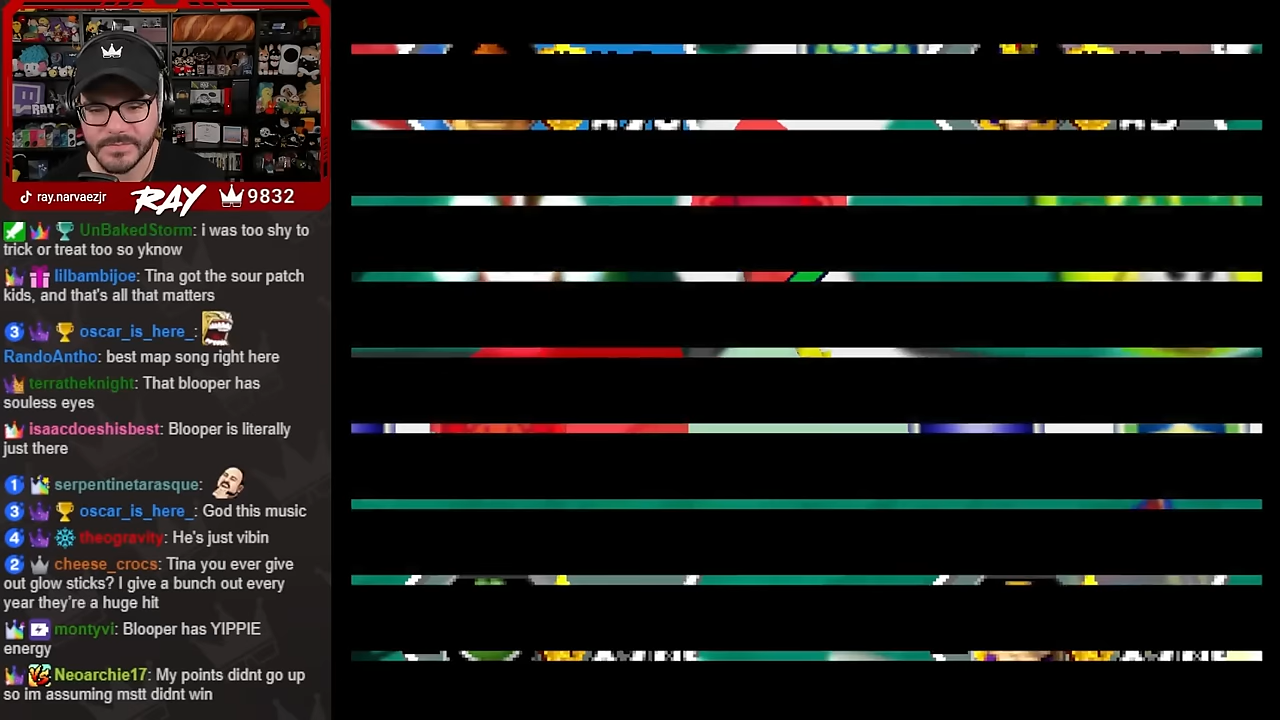 ray.narvaezjr RAY 9832
UnBakedStorm: i was too shy to
trick or treat too so yknow
lilbambijoe: Tina got the sour patch
kids, and that's all that matters
3 oscar_is_here_:
RandoAntho: best map song right here
terratheknight: That blooper has
souless eyes
isaacdoeshisbest: Blooper is literally
just there
1 serpentinetarasque:
3 oscar_is_here_: God this music
4 theogravity: He's just vibin
2 cheese_crocs: Tina you ever give
out glow sticks? I give a bunch out every
year they're a huge hit
montyvi: Blooper has YIPPIE
energy
Neoarchie17: My points didnt go up
so im assuming mstt didnt win